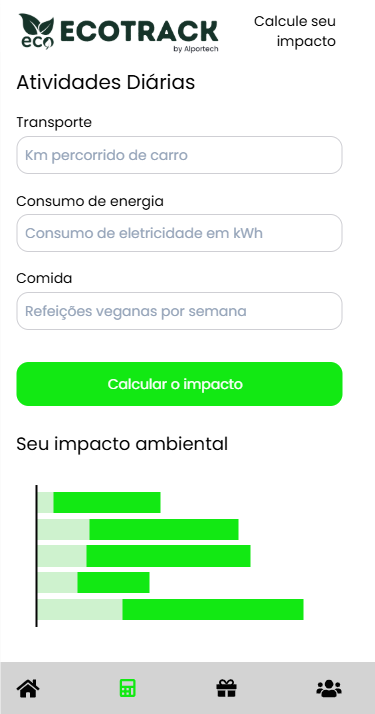 eco
ECOTRACK
by Alportech
Calcule seu
impacto
Atividades Diárias
Transporte
Km percorrido de carro
Consumo de energia
Consumo de eletricidade em kWh
Comida
Refeições veganas por semana
Calcular o impacto
Seu impacto ambiental